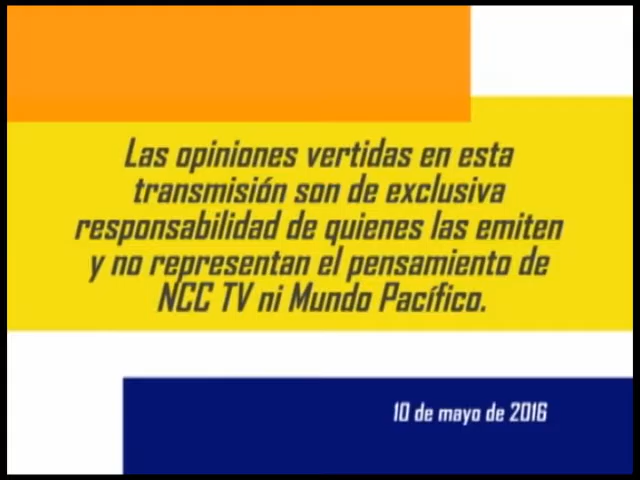 Las opiniones vertidas en esta
transmisión son de exclusiva
responsabilidad de quienes las emiten
y no representan el pensamiento de
NCC TV ni Mundo Pacífico.
10 de mayo de 2016